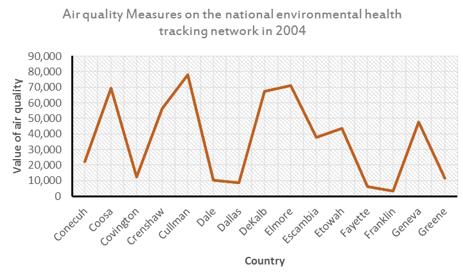 Air quality Measures on the national environmental health
tracking network in 2004
Value of air quality
90,000
80,000
70,000
60,000
50,000
40,000
30,000
20,000
10,000
0
Conecuh
Coosa
Covington
Crenshaw
Cullman
Dale
Dallas
DeKalb
Elmore
Escambia
Etowah
Fayette
Franklin
Geneva
Greene
Country